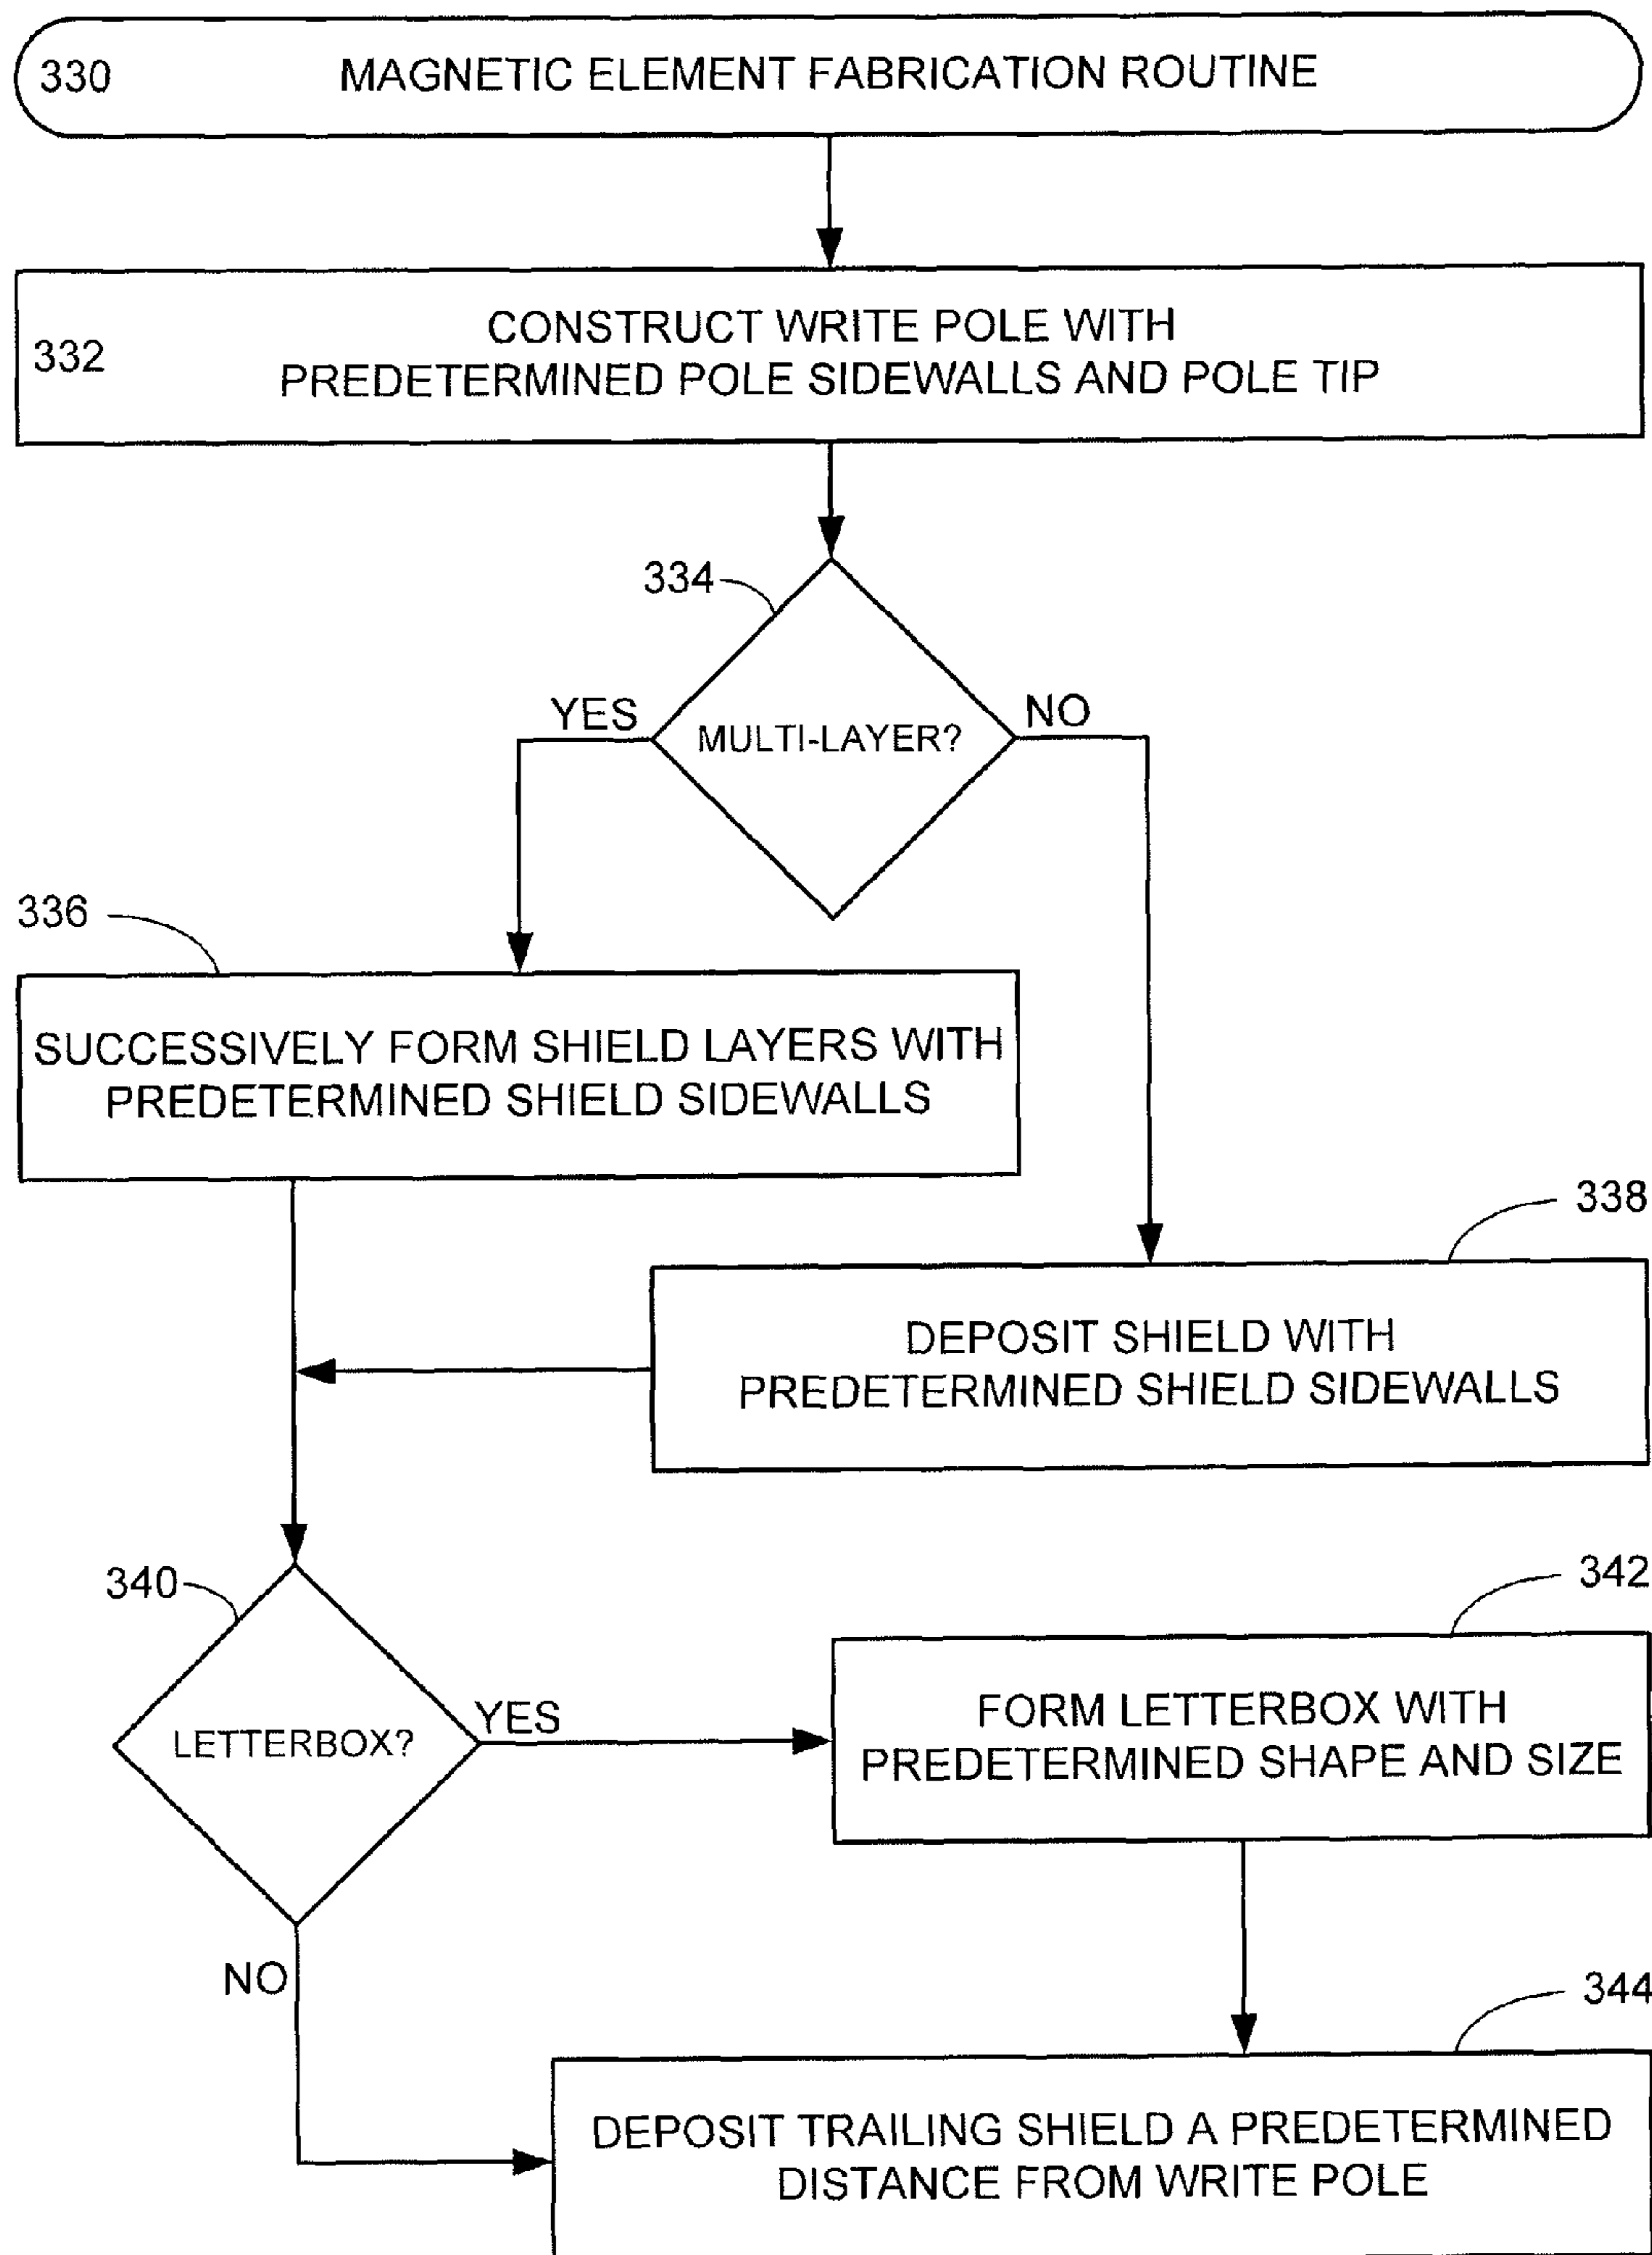 330 MAGNETIC ELEMENT FABRICATION ROUTINE
332
CONSTRUCT WRITE POLE WITH
PREDETERMINED POLE SIDEWALLS AND POLE TIP
334
YES
MULTI-LAYER?
NO
336
SUCCESSIVELY FORM SHIELD LAYERS WITH
PREDETERMINED SHIELD SIDEWALLS
338
DEPOSIT SHIELD WITH
PREDETERMINED SHIELD SIDEWALLS
340
LETTERBOX?
YES
342
FORM LETTERBOX WITH
PREDETERMINED SHAPE AND SIZE
NO
344
DEPOSIT TRAILING SHIELD A PREDETERMINED
DISTANCE FROM WRITE POLE